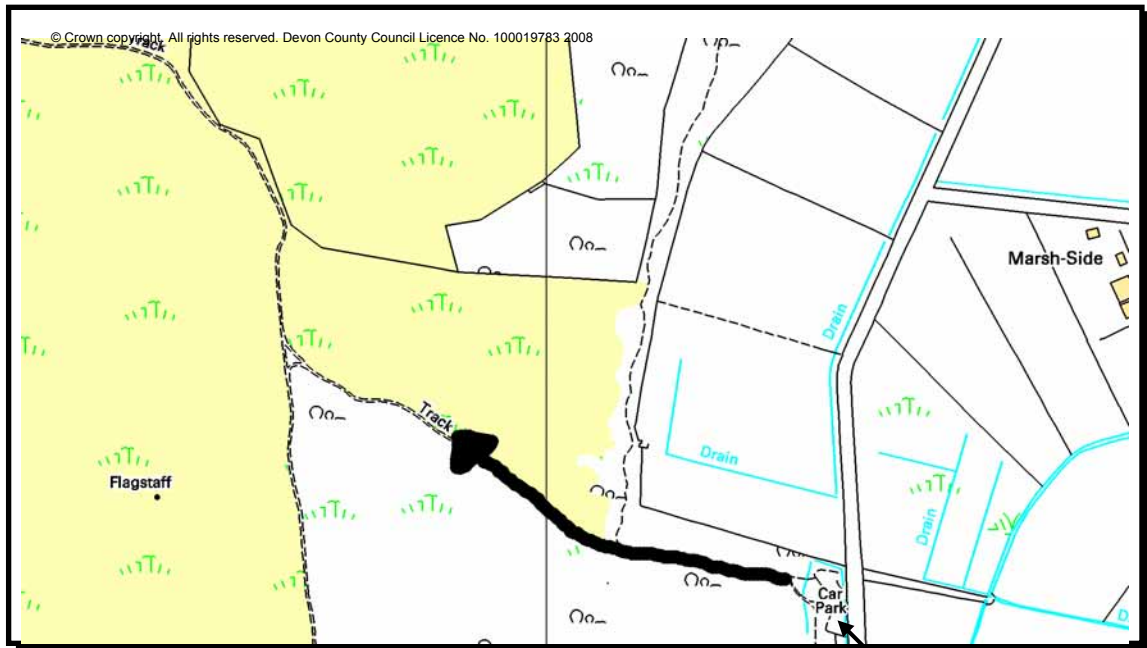 © Crown copyright. All rights reserved. Devon County Council Licence No. 100019783 2008
Track
Marsh-Side
Drain
Track
Drain
Flagstaff
Drain
Car
Park
D